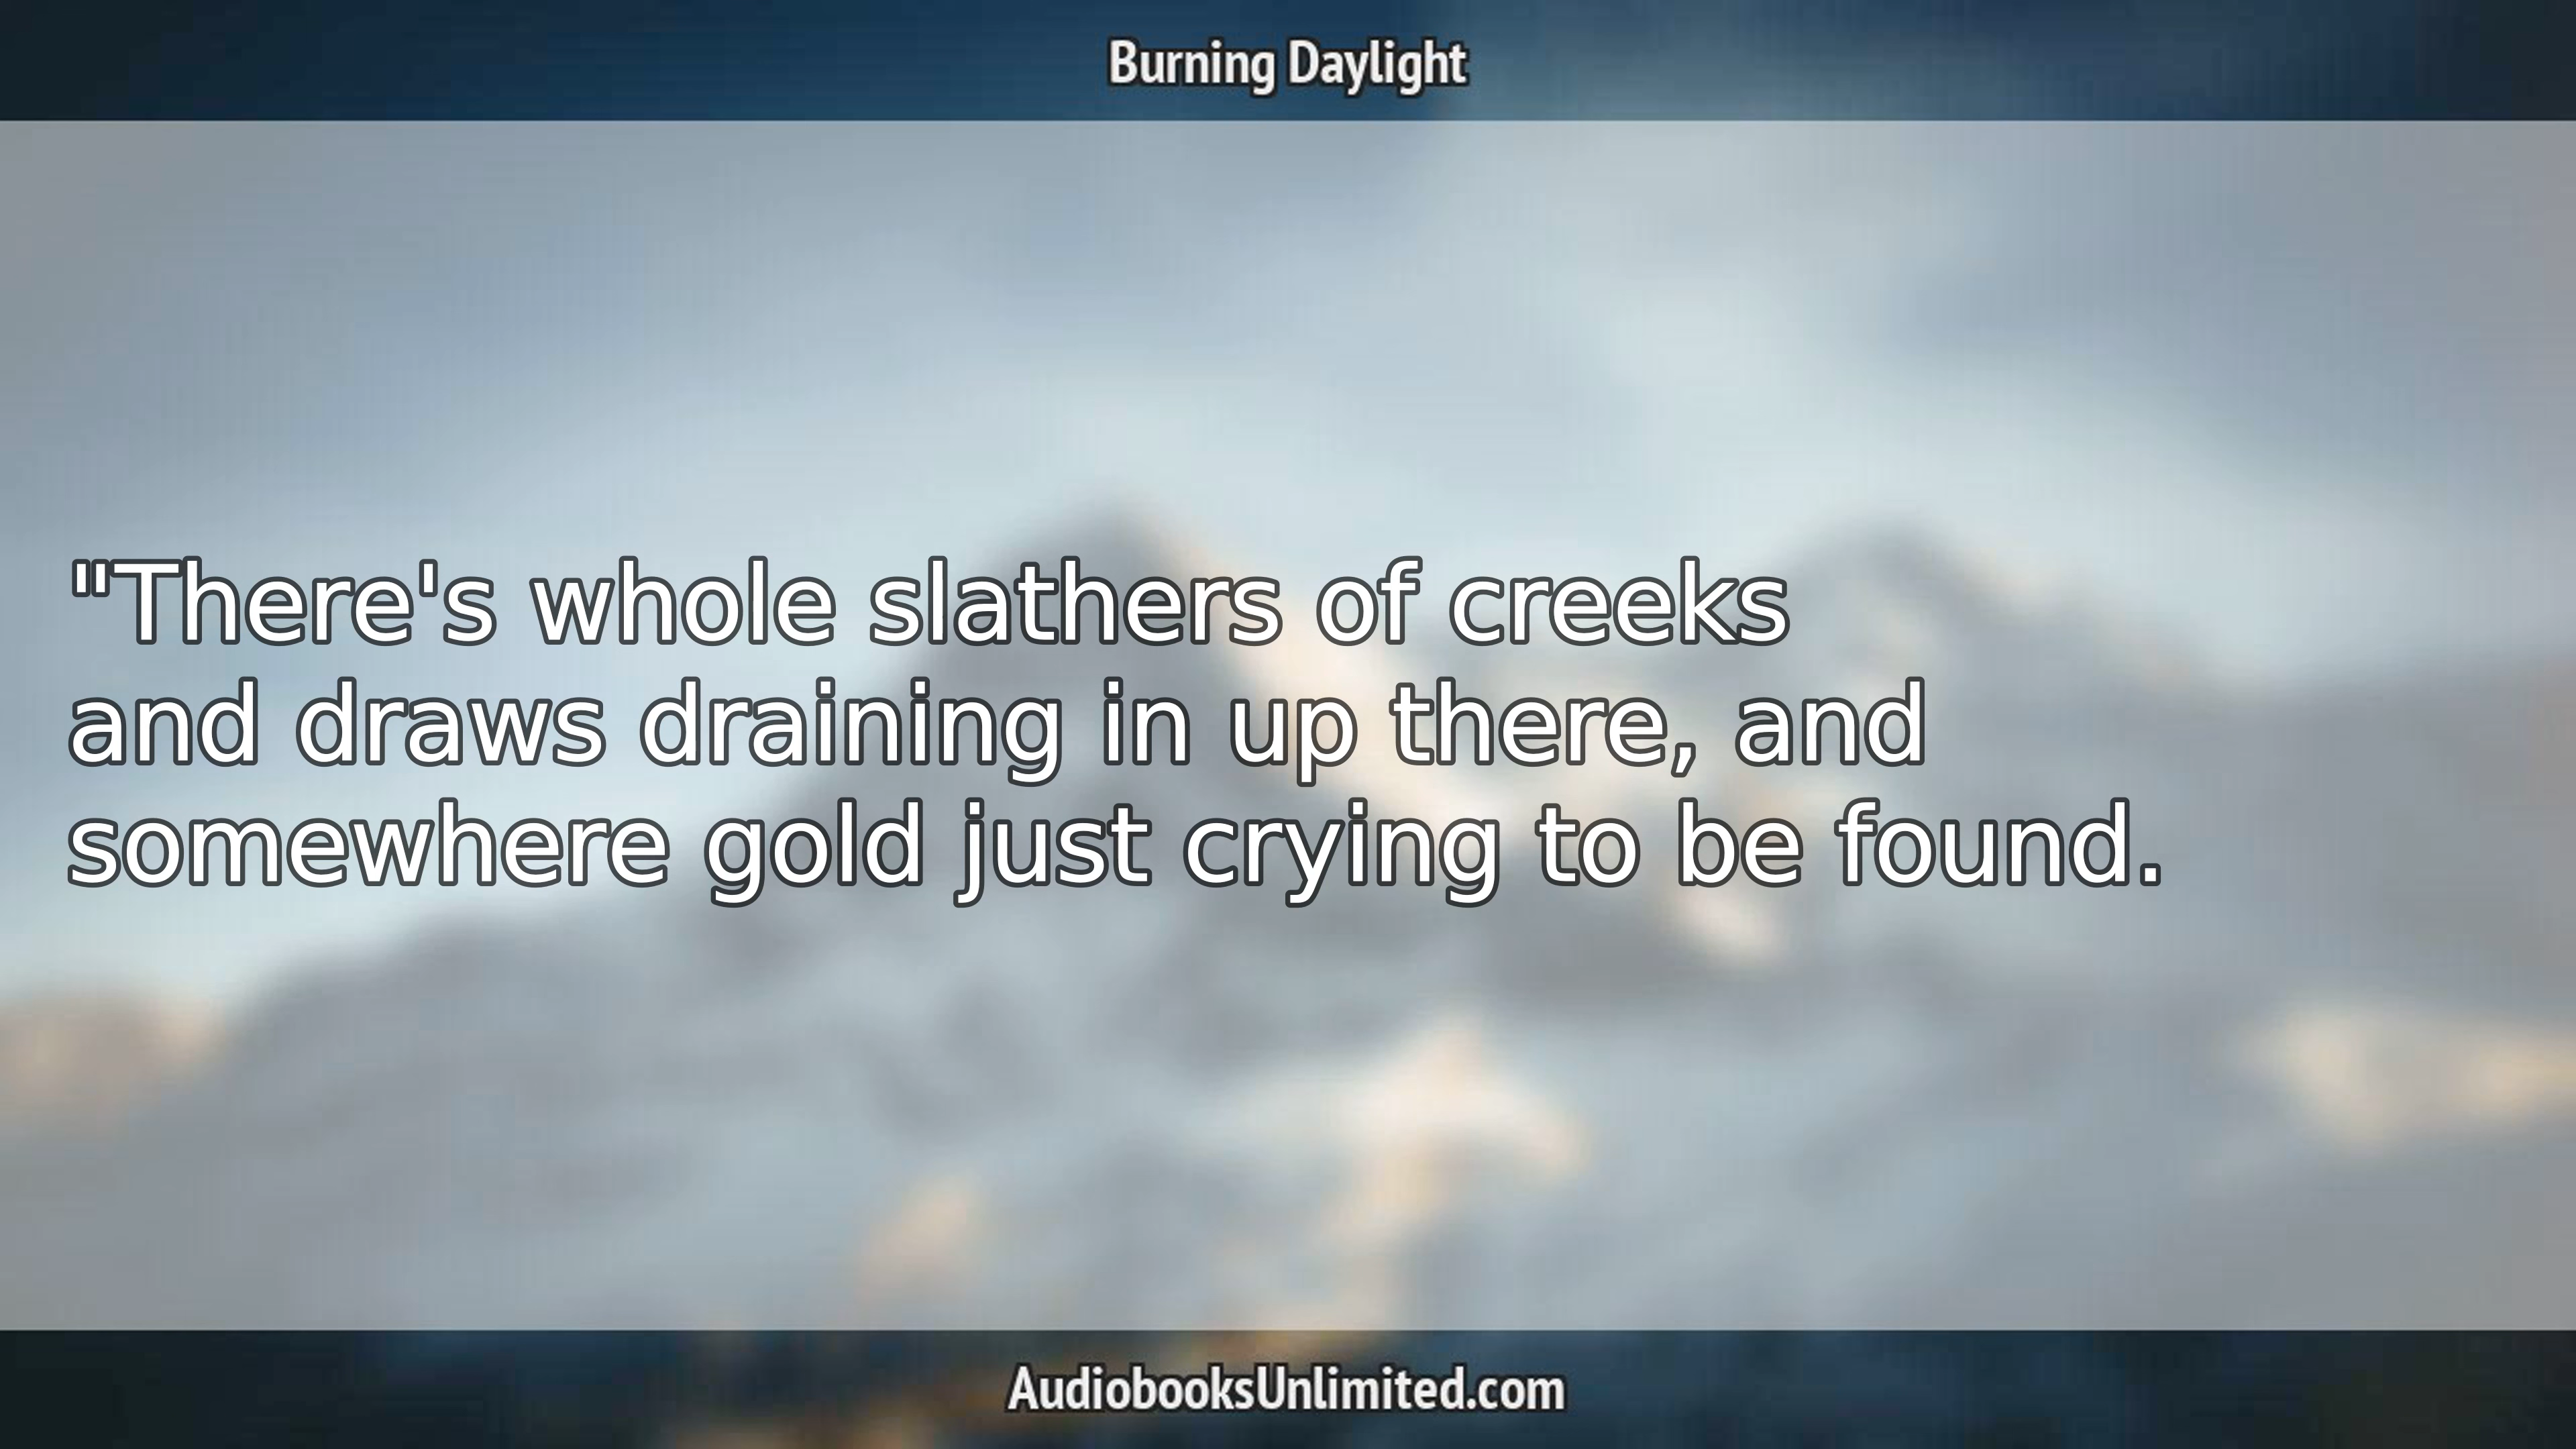 Burning Daylight
"There's whole slathers of creeks
and draws draining in up there, and
somewhere gold just crying to be found.
AudiobooksUnlimited.com